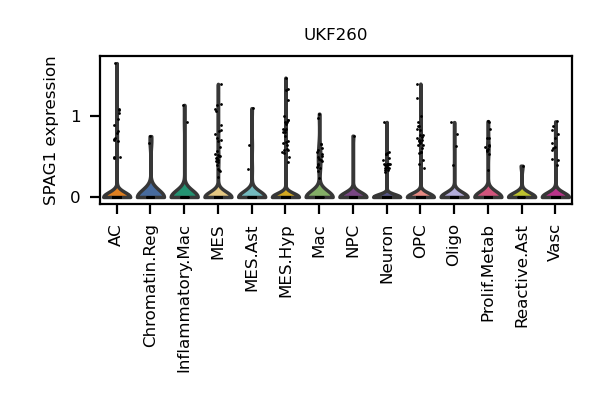 UKF260
SPAG1 expression
1
0
AC
Chromatin.Reg
Inflammatory.Mac
MES
MES.Ast
MES.Hyp
Mac
NPC
Neuron
OPC
Oligo
Prolif.Metab
Reactive.Ast
Vasc